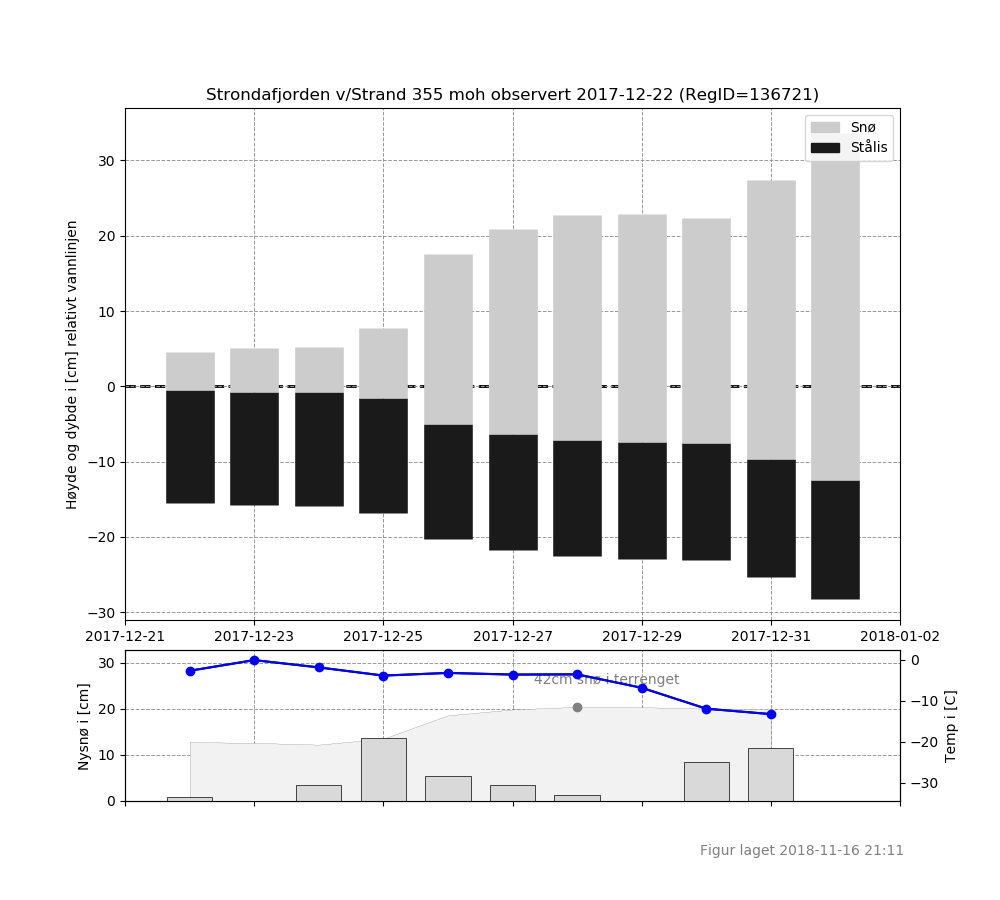 Strondafjorden v/Strand 355 moh observert 2017-12-22 (RegID=136721)
Snø
Stålis
Høyde og dybde i [cm] relativt vannlinjen
30
20
10
0
−10
−20
−30
2017-12-21 2017-12-23 2017-12-25 2017-12-27 2017-12-29 2017-12-31 2018-01-02
Nysnø i [cm]
30
20
10
0
42cm snø i terrenget
0
−10
−20
−30
Temp i [C]
Figur laget 2018-11-16 21:11